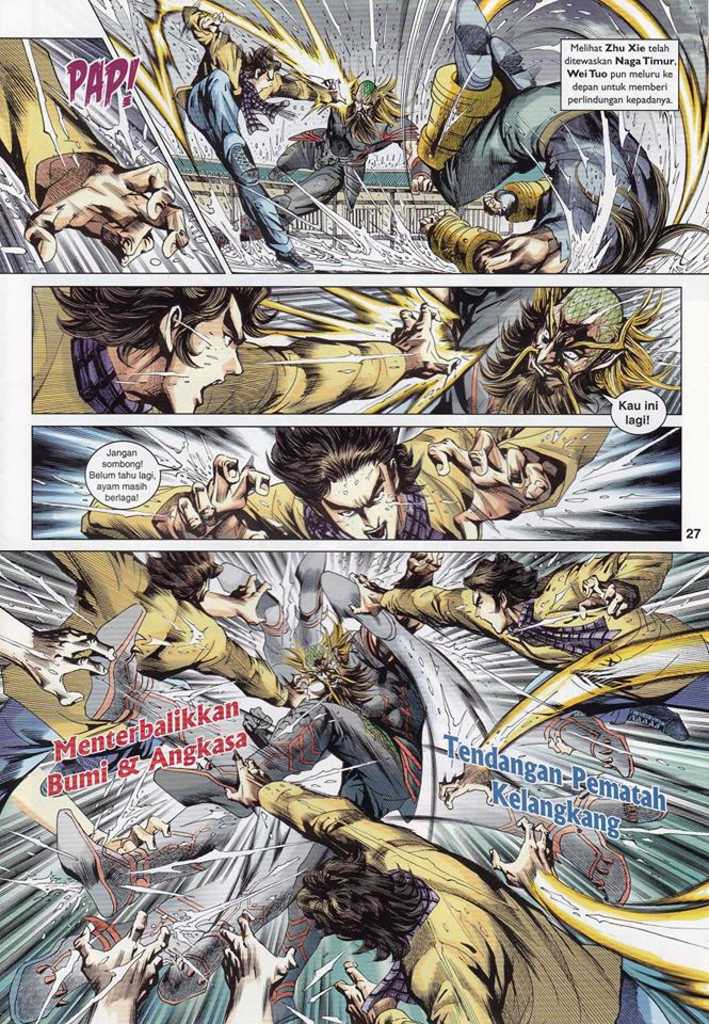 PAP!
Melihat Zhu Xie telah
ditewaskan Naga Timur,
Wei Tuo pun meluru ke
depan untuk memberi
perlindungan kepadanya.
Kau ini
lagi!
Jangan
sombong!
Belum tahu lagi,
ayam masih
berlaga!
27
Menterbalikkan
Bumi & Angkasa
Tendangan Pematah
Kelangkang